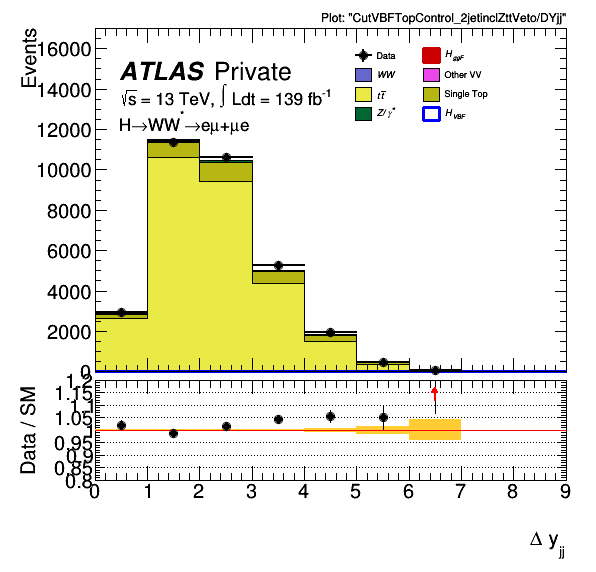 Plot: "CutVBFTopControl_2jetinclZttVeto/DYjj"
Events
16000
14000
12000
10000
8000
6000
4000
2000
0
ATLAS Private
√s = 13 TeV, ∫ Ldt = 139 fb⁻¹
H→WW*→eμ+μe
Data
WW
tt̅
Z/γ*
H_ggF
Other VV
Single Top
H_VBF
Data / SM
1.2
1.15
1.1
1.05
1
0.95
0.9
0.85
0.8
0 1 2 3 4 5 6 7 8 9
Δ y_jj